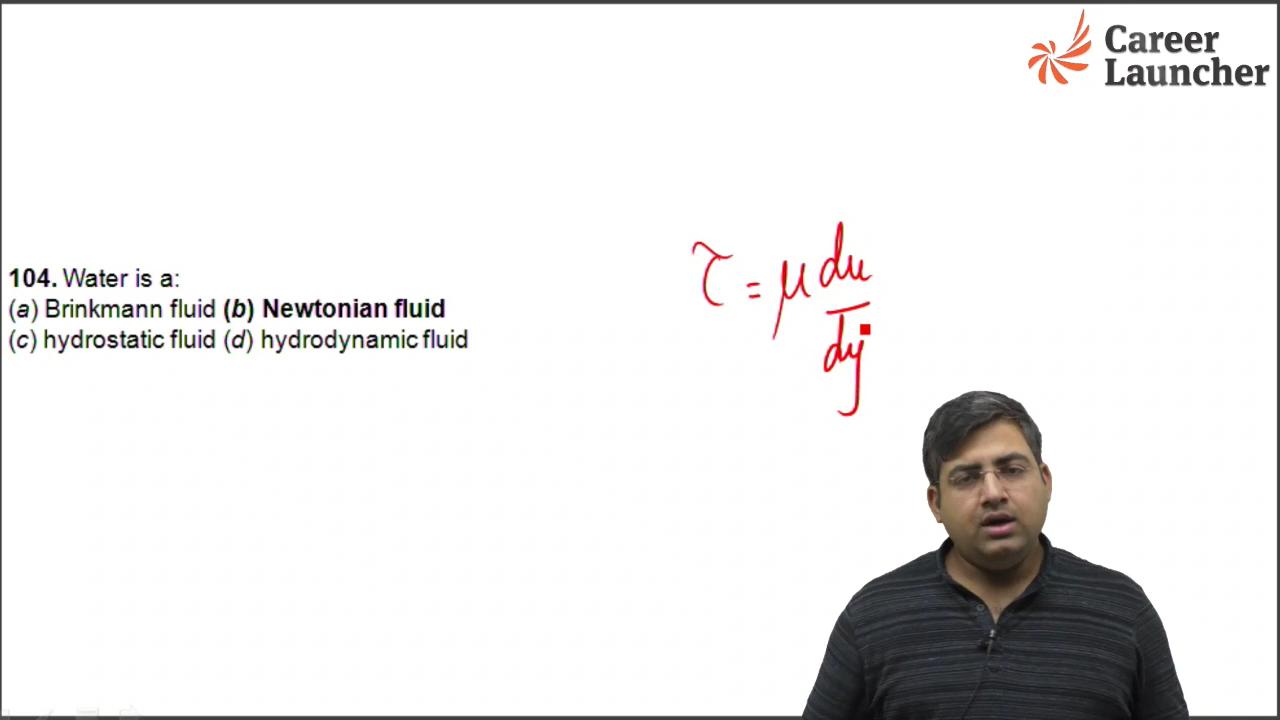 Career
Launcher
104. Water is a:
(a) Brinkmann fluid (b) Newtonian fluid
(c) hydrostatic fluid (d) hydrodynamic fluid
τ = μ du
dy